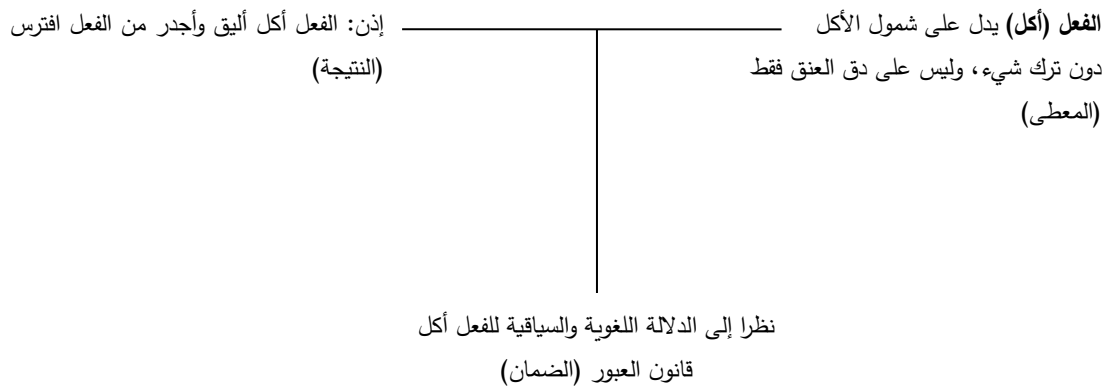 الفعل (أكل) يدل على شمول الأكل
دون ترك شيء، وليس على دق العنق فقط
(المعطى)
إذن: الفعل أكل أليق وأجدر من الفعل افترس
(النتيجة)
نظرا إلى الدلالة اللغوية والسياقية للفعل أكل
قانون العبور (الضمان)